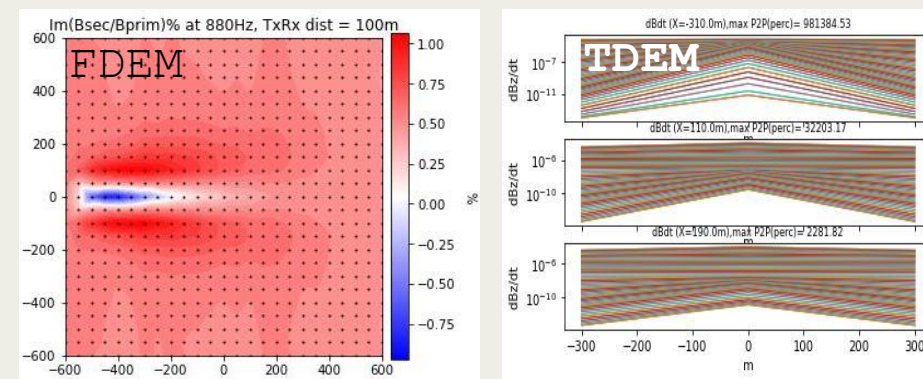 Im(Bsec/Bprim)% at 880Hz, TxRx dist = 100m
FDEM
600
400
200
0
−200
−400
−600
−600 −400 −200 0 200 400 600
1.00
0.75
0.50
0.25
0.00
−0.25
−0.50
−0.75
%
dBdt (X=-310.0m),max P2P(perc)= 981384.53
TDEM
dBz/dt
10⁻⁷
10⁻¹¹
m
dBdt (X=110.0m),max P2P(perc)= 32203.17
dBz/dt
10⁻⁶
10⁻¹⁰
m
dBdt (X=190.0m),max P2P(perc)= 2281.82
dBz/dt
10⁻⁶
10⁻¹⁰
−300 −200 −100 0 100 200 300
m